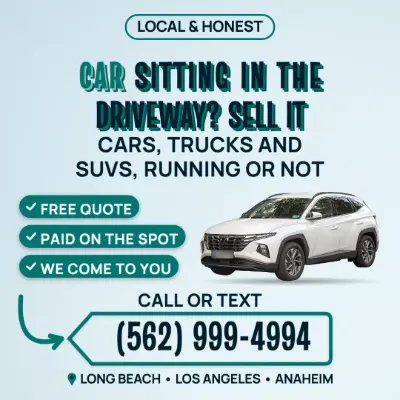 LOCAL & HONEST
CAR SITTING IN THE
DRIVEWAY? SELL IT
CARS, TRUCKS AND
SUVS, RUNNING OR NOT
FREE QUOTE
PAID ON THE SPOT
WE COME TO YOU
CALL OR TEXT
(562) 999-4994
LONG BEACH • LOS ANGELES • ANAHEIM